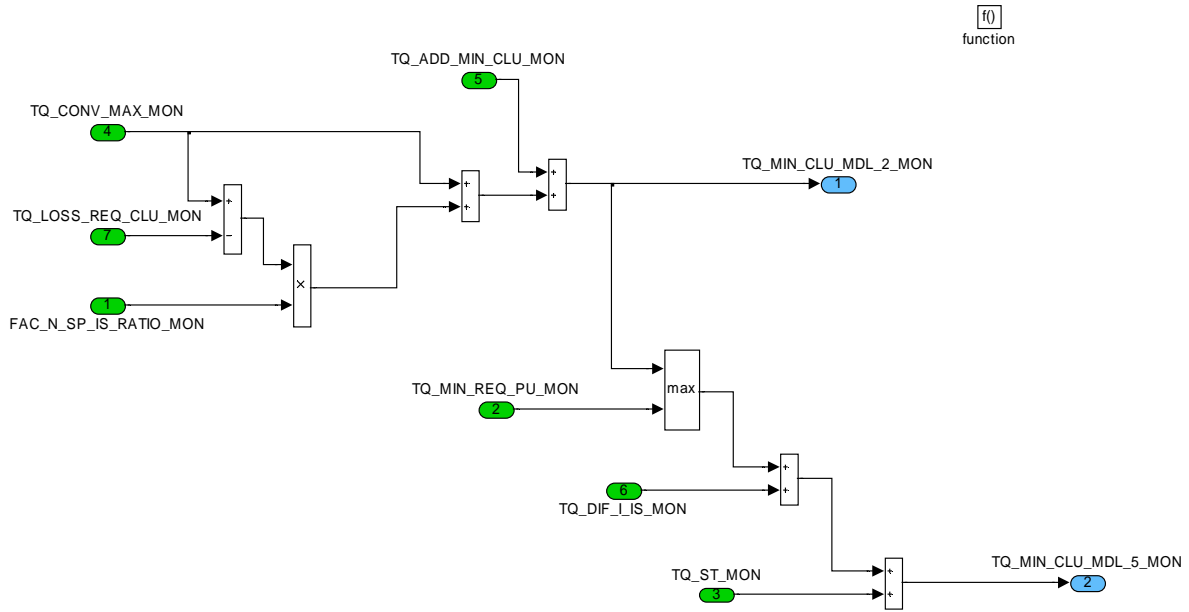 f()
function
TQ_ADD_MIN_CLU_MON
5
TQ_CONV_MAX_MON
4
TQ_MIN_CLU_MDL_2_MON
1
+
+
+
+
+
−
TQ_LOSS_REQ_CLU_MON
7
×
1
FAC_N_SP_IS_RATIO_MON
max
TQ_MIN_REQ_PU_MON
2
+
+
6
TQ_DIF_I_IS_MON
TQ_MIN_CLU_MDL_5_MON
2
+
+
TQ_ST_MON
3